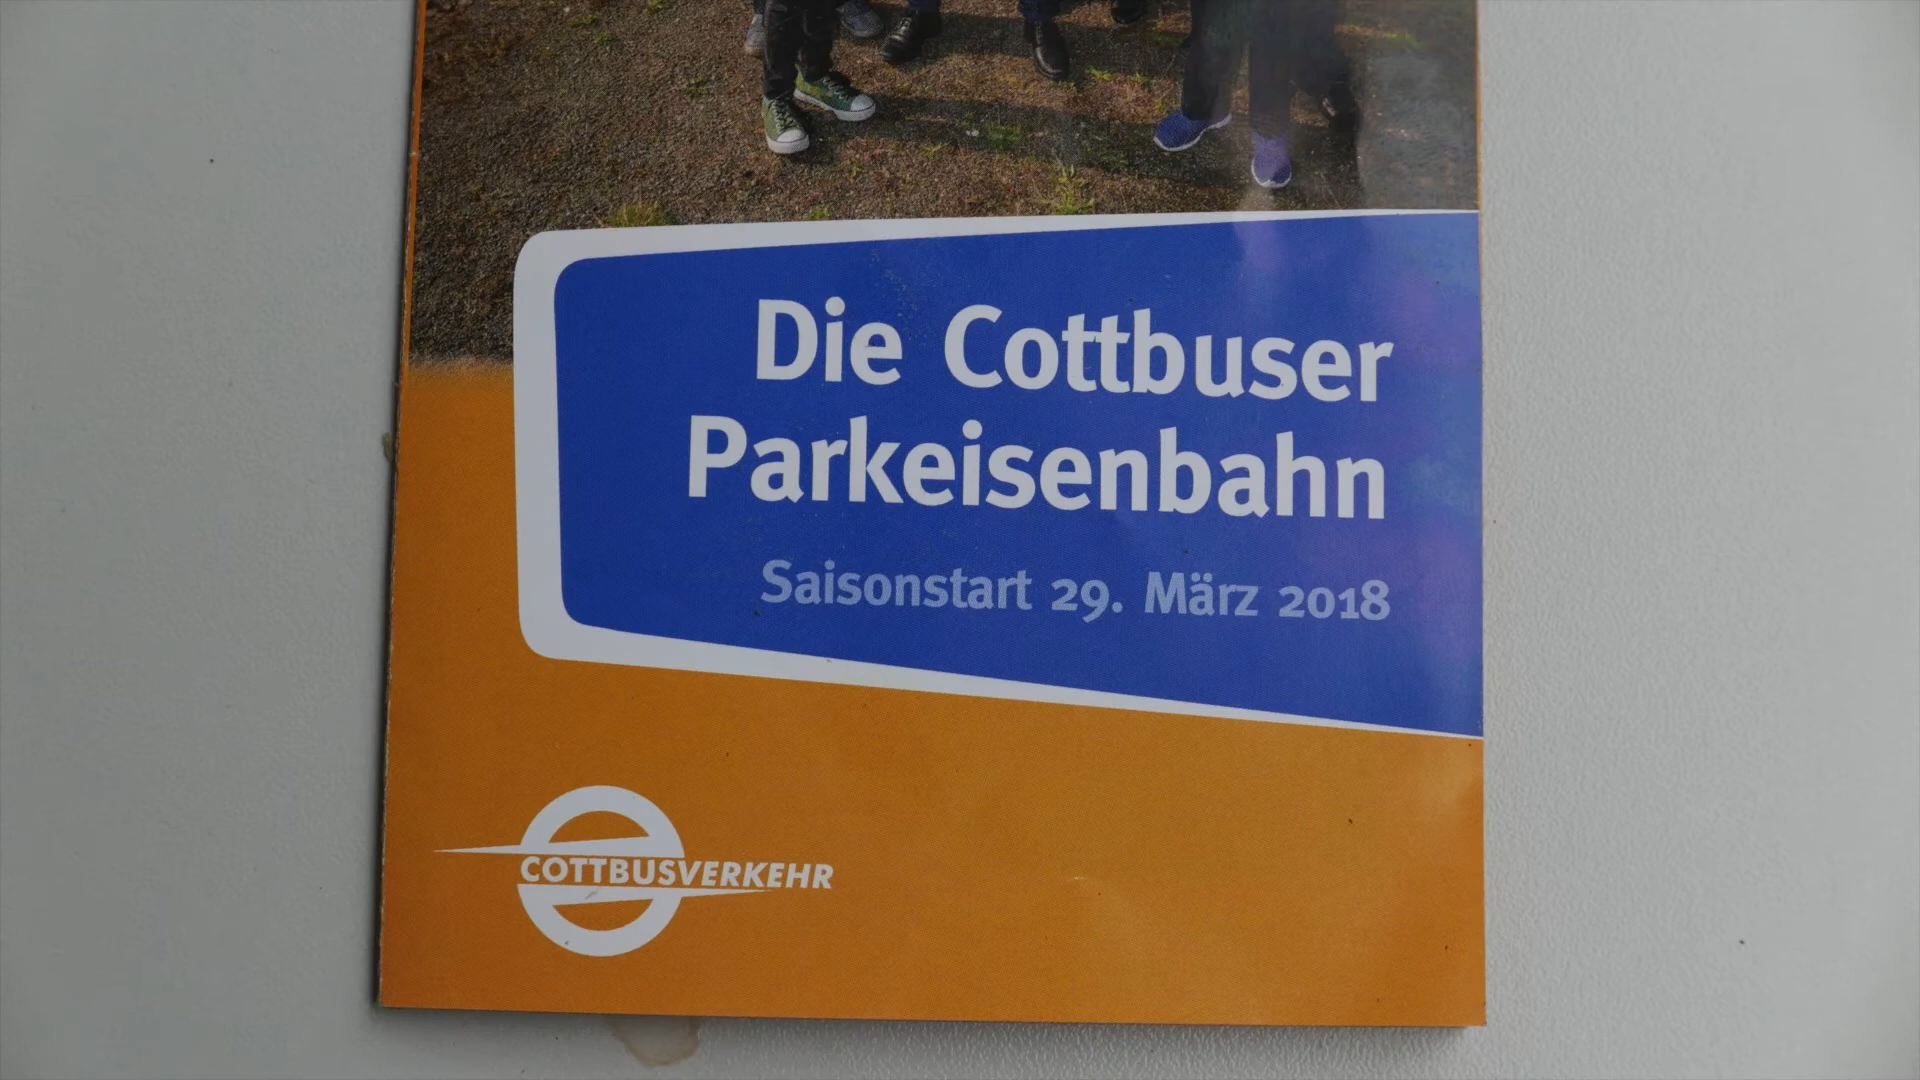 Die Cottbuser
Parkeisenbahn
Saisonstart 29. März 2018
COTTBUSVERKEHR